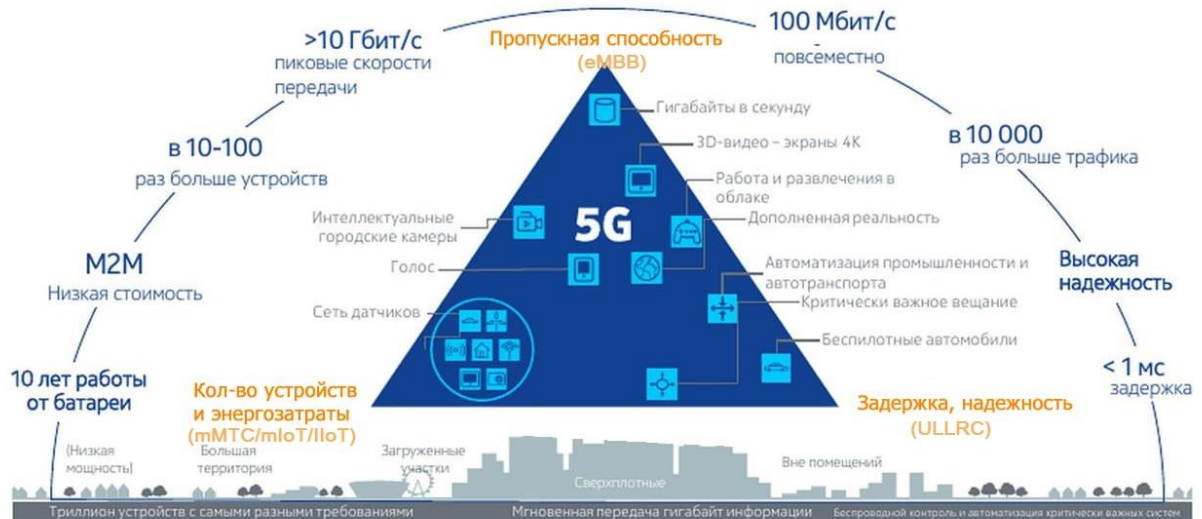 >10 Гбит/с
пиковые скорости
передачи
Пропускная способность
(eMBB)
100 Мбит/с
повсеместно
Гигабайты в секунду
в 10-100
раз больше устройств
3D-видео – экраны 4K
в 10 000
раз больше трафика
Работа и развлечения в
облаке
Интеллектуальные
городские камеры
5G
Дополненная реальность
M2M
Низкая стоимость
Голос
Автоматизация промышленности и
автотранспорта
Высокая
надежность
Сеть датчиков
Критически важное вещание
Беспилотные автомобили
10 лет работы
от батареи
Кол-во устройств
и энергозатраты
(mMTC/mIoT/IIoT)
< 1 мс
задержка
Задержка, надежность
(ULLRC)
(Низкая
мощность)
Большая
территория
Загруженные
участки
Сверхплотные
Вне помещений
Триллион устройств с самыми разными требованиями
Мгновенная передача гигабайт информации
Беспроводной контроль и автоматизация критически важных систем